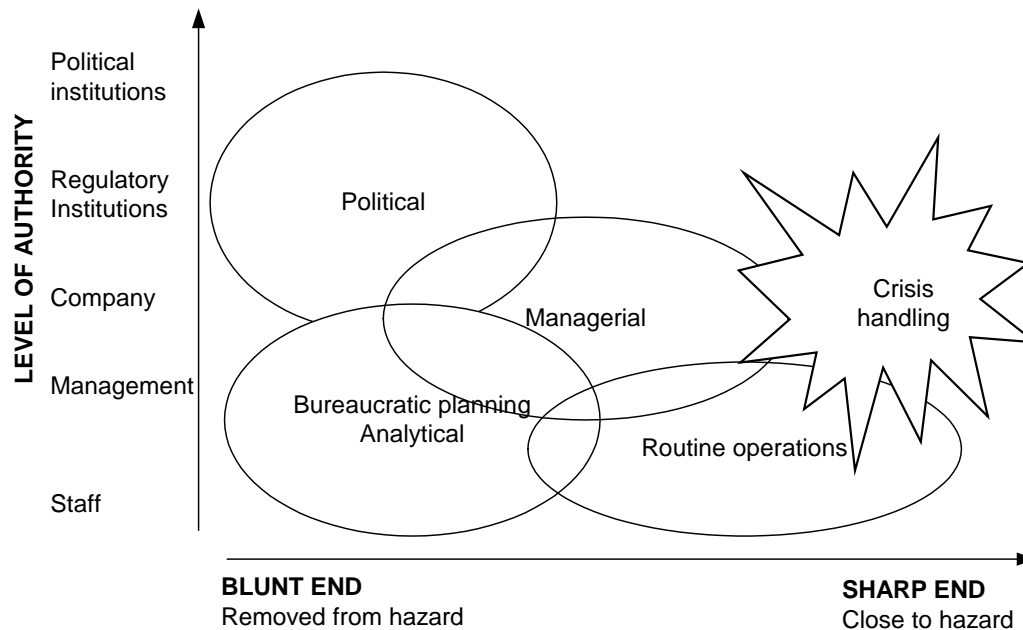 LEVEL OF AUTHORITY
Political
institutions
Regulatory
Institutions
Company
Management
Staff
Political
Managerial
Crisis
handling
Bureaucratic planning
Analytical
Routine operations
BLUNT END
Removed from hazard
SHARP END
Close to hazard